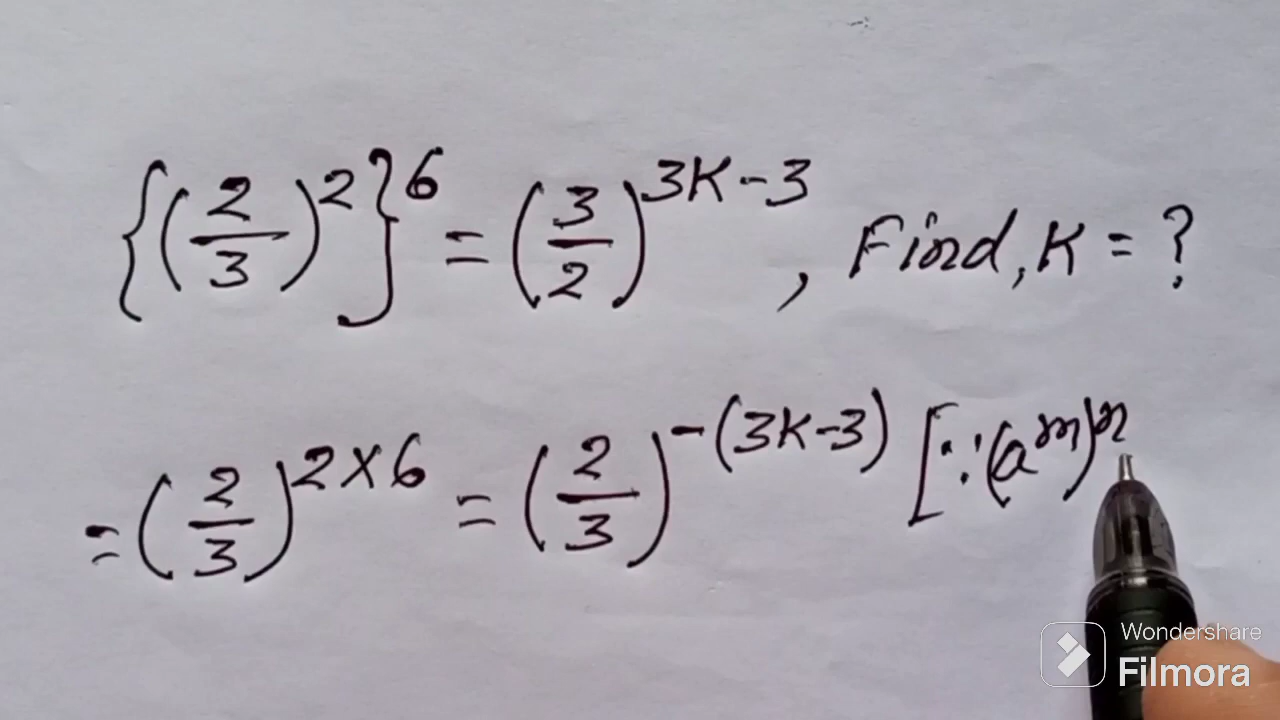 {(2/3)^2}^6 = (3/2)^{3K-3}, Find, K = ?
= (2/3)^{2×6} = (2/3)^{-(3K-3)} [∵(a^m)^n
Wondershare
Filmora